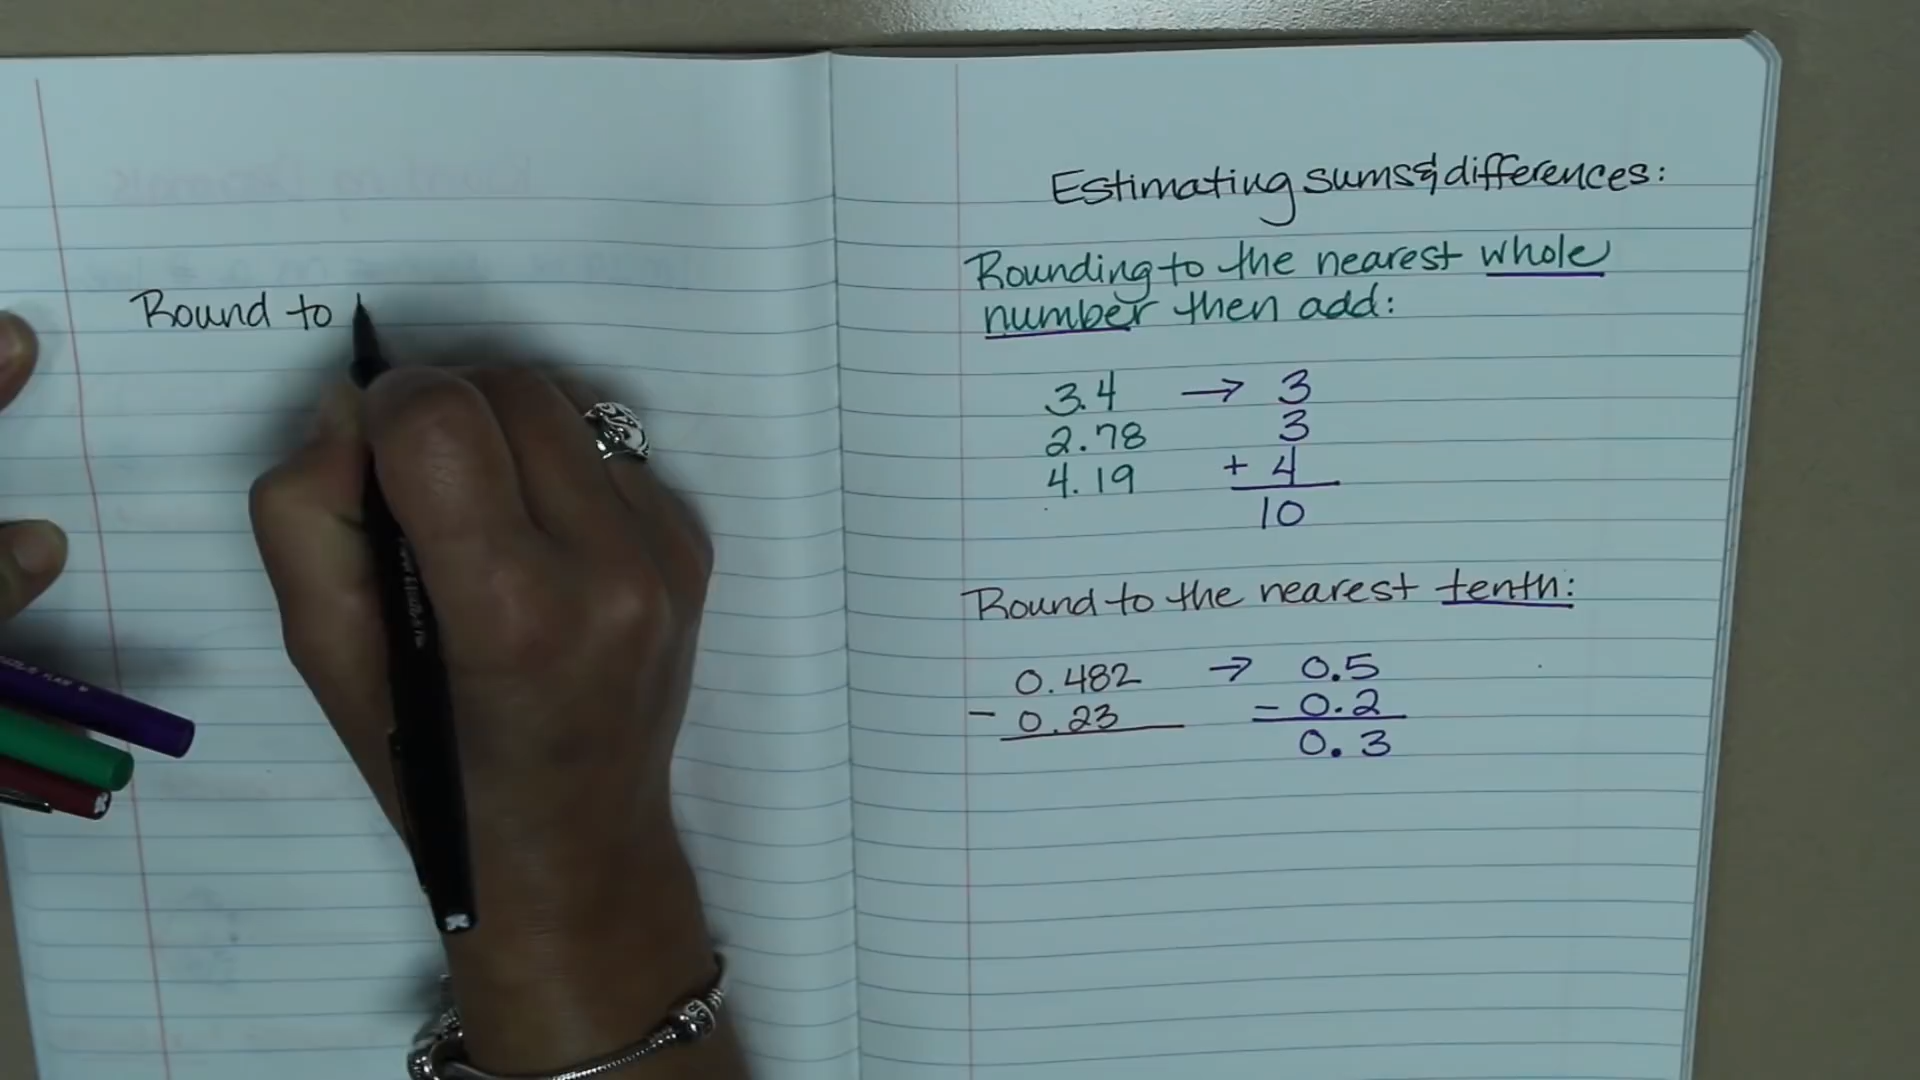 Round to
Estimating sums & differences:
Rounding to the nearest whole
number then add:
3.4 → 3
2.78 3
4.19 + 4
10
Round to the nearest tenth:
0.482 → 0.5
- 0.23 - 0.2
0.3